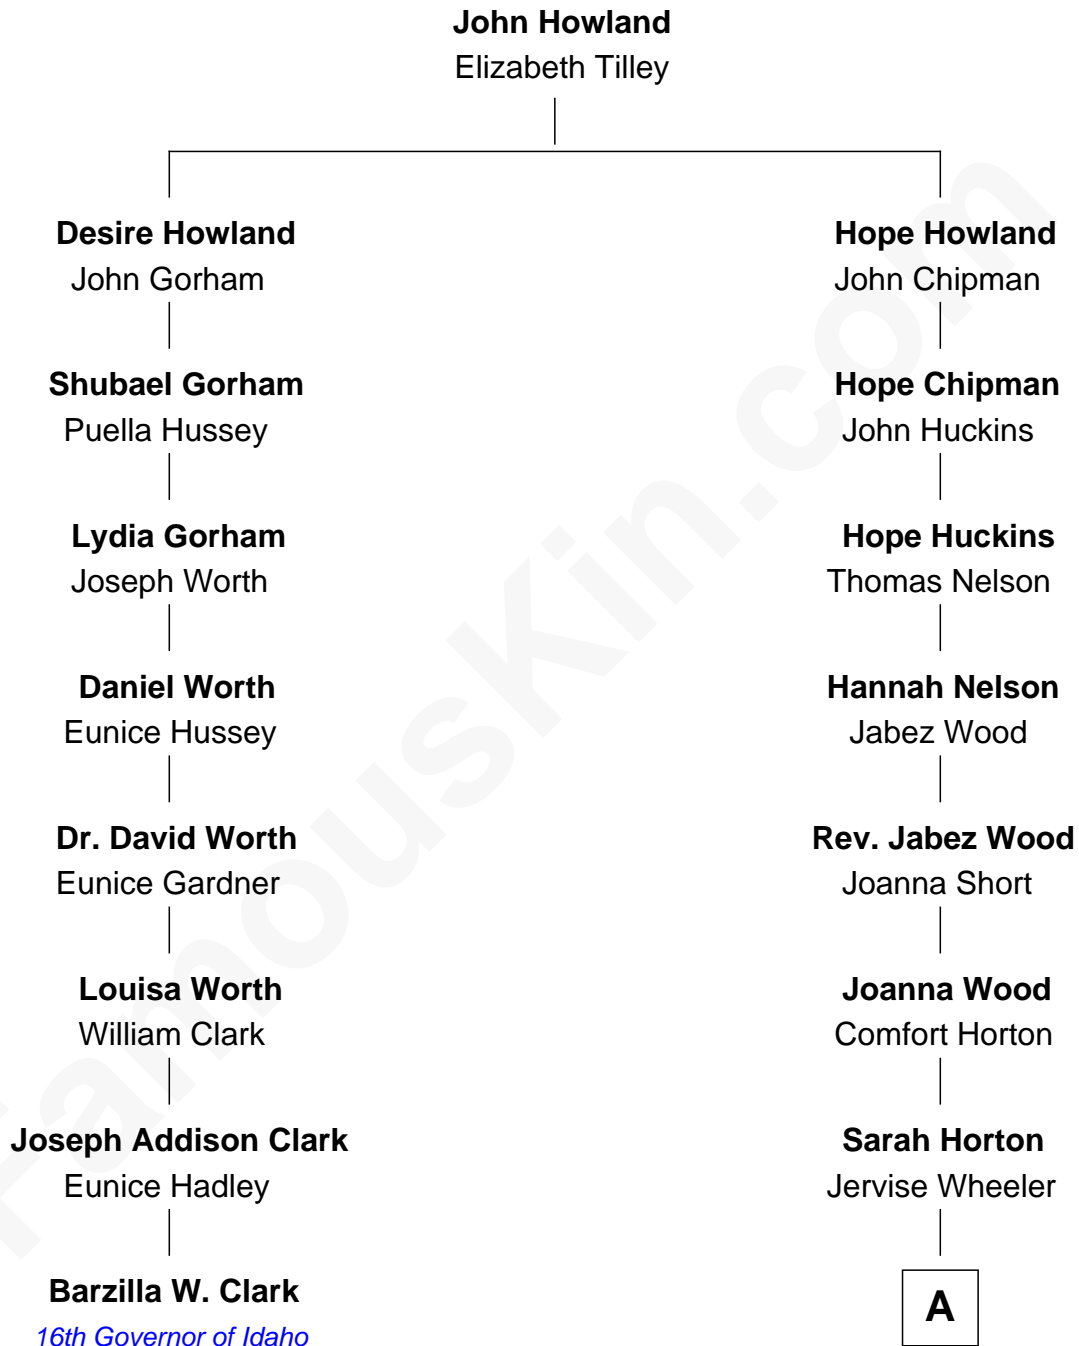 John Howland
Elizabeth Tilley
Desire Howland
John Gorham
Hope Howland
John Chipman
Shubael Gorham
Puella Hussey
Hope Chipman
John Huckins
Lydia Gorham
Joseph Worth
Hope Huckins
Thomas Nelson
Daniel Worth
Eunice Hussey
Hannah Nelson
Jabez Wood
Dr. David Worth
Eunice Gardner
Rev. Jabez Wood
Joanna Short
Louisa Worth
William Clark
Joanna Wood
Comfort Horton
Joseph Addison Clark
Eunice Hadley
Sarah Horton
Jervise Wheeler
Barzilla W. Clark
16th Governor of Idaho
A
FamousKin.com